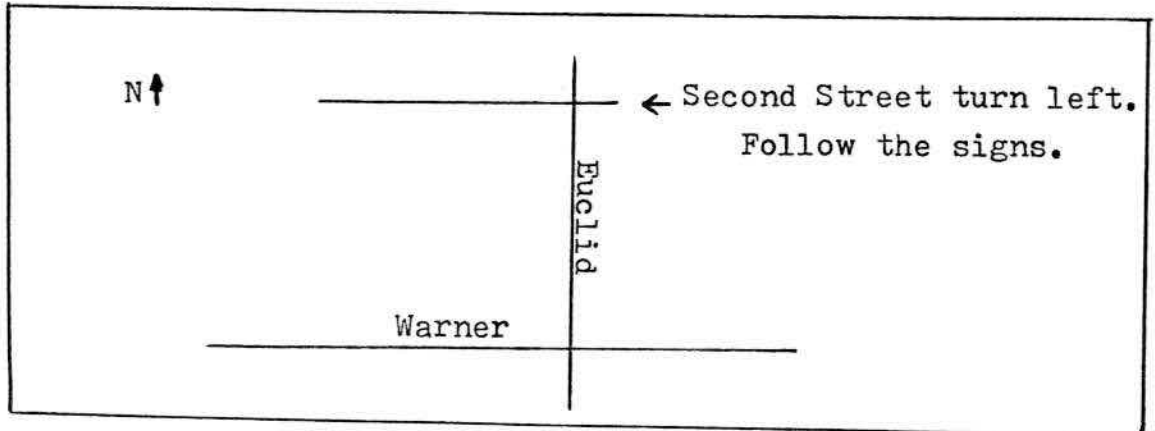 N
Second Street turn left.
Follow the signs.
Euclid
Warner